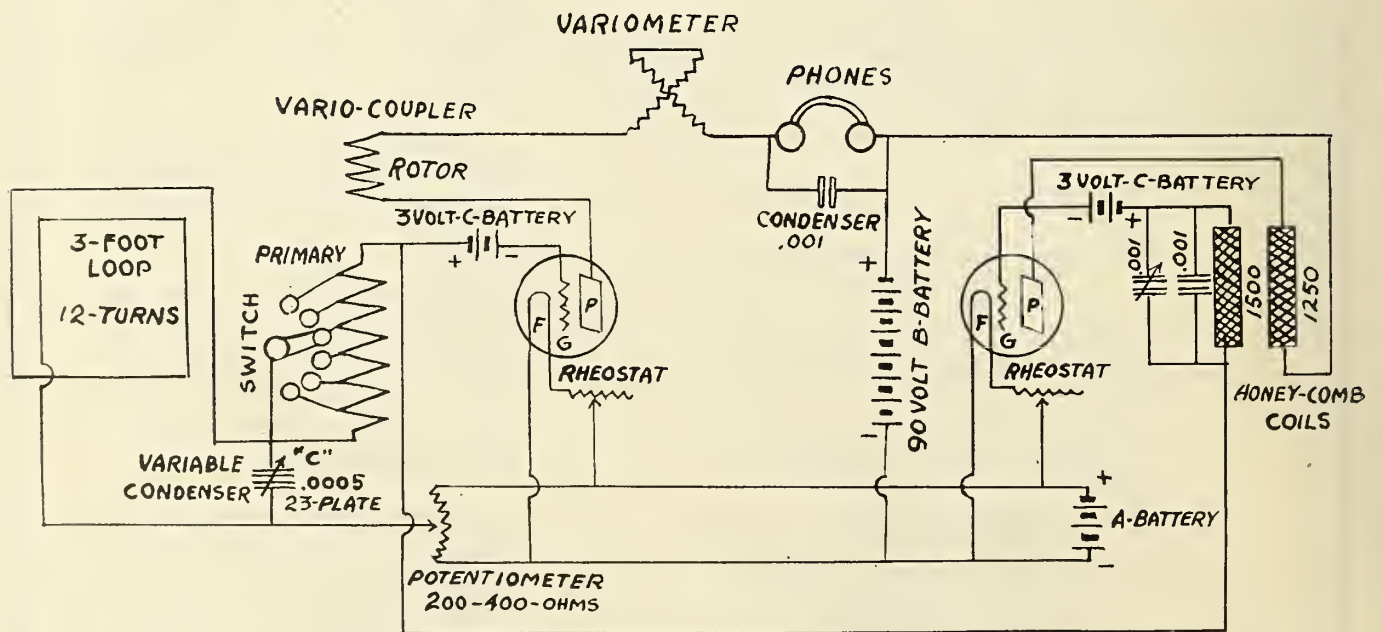 VARIOMETER
PHONES
VARIO-COUPLER
ROTOR
3 VOLT-C-BATTERY
+ -
3-FOOT
LOOP
12-TURNS
PRIMARY
SWITCH
F
G
P
RHEOSTAT
CONDENSER
.001
+
90 VOLT B-BATTERY
-
3 VOLT-C-BATTERY
- +
F
G
P
RHEOSTAT
.001
.001
1500
1250
HONEY-COMB
COILS
VARIABLE
CONDENSER
"C"
.0005
23-PLATE
+
A-BATTERY
-
POTENTIOMETER
200-400-OHMS